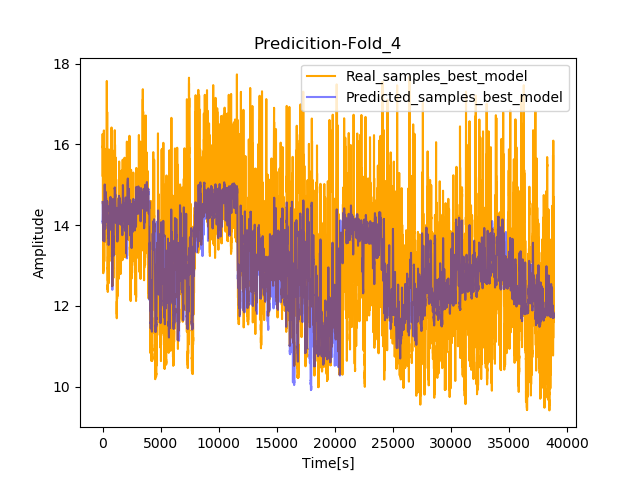 Predicition-Fold_4
Real_samples_best_model
Predicted_samples_best_model
18
16
14
12
10
Amplitude
0
5000
10000
15000
20000
25000
30000
35000
40000
Time[s]